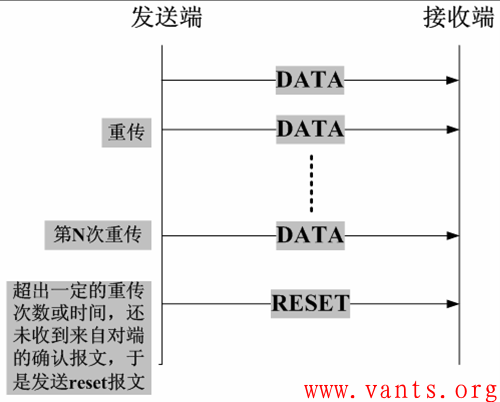 发送端
接收端
DATA
重传
DATA
第N次重传
DATA
超出一定的重传
次数或时间，还
未收到来自对端
的确认报文，于
是发送reset报文
RESET
www.vants.org